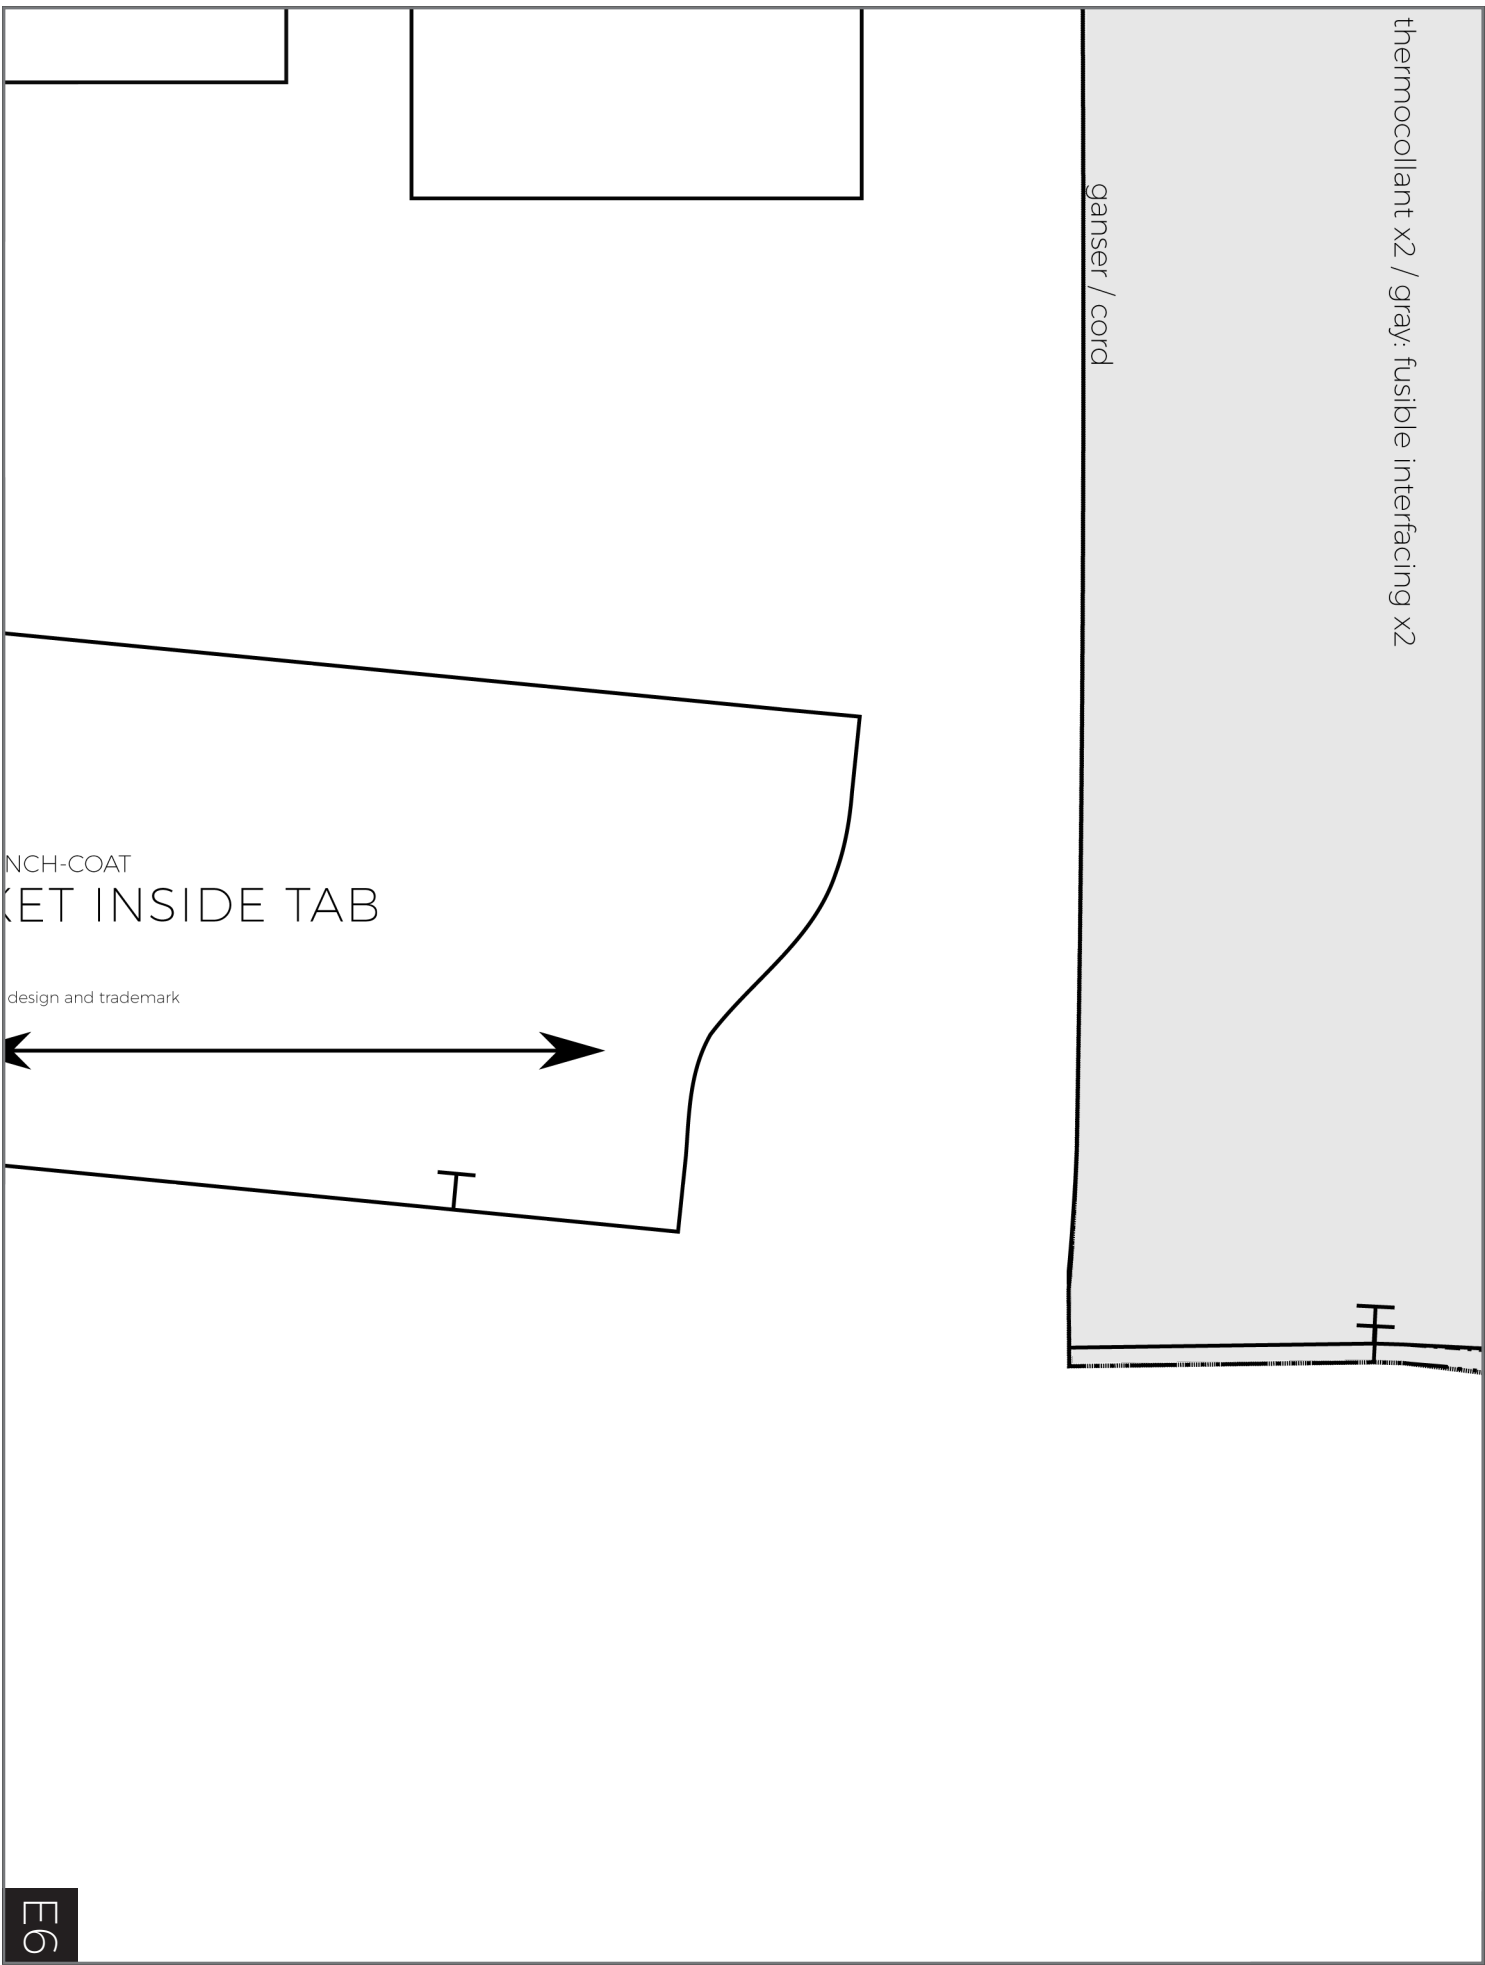 thermocollant x2 / gray: fusible interfacing x2
ganser / cord
NCH-COAT
KET INSIDE TAB
design and trademark
E6